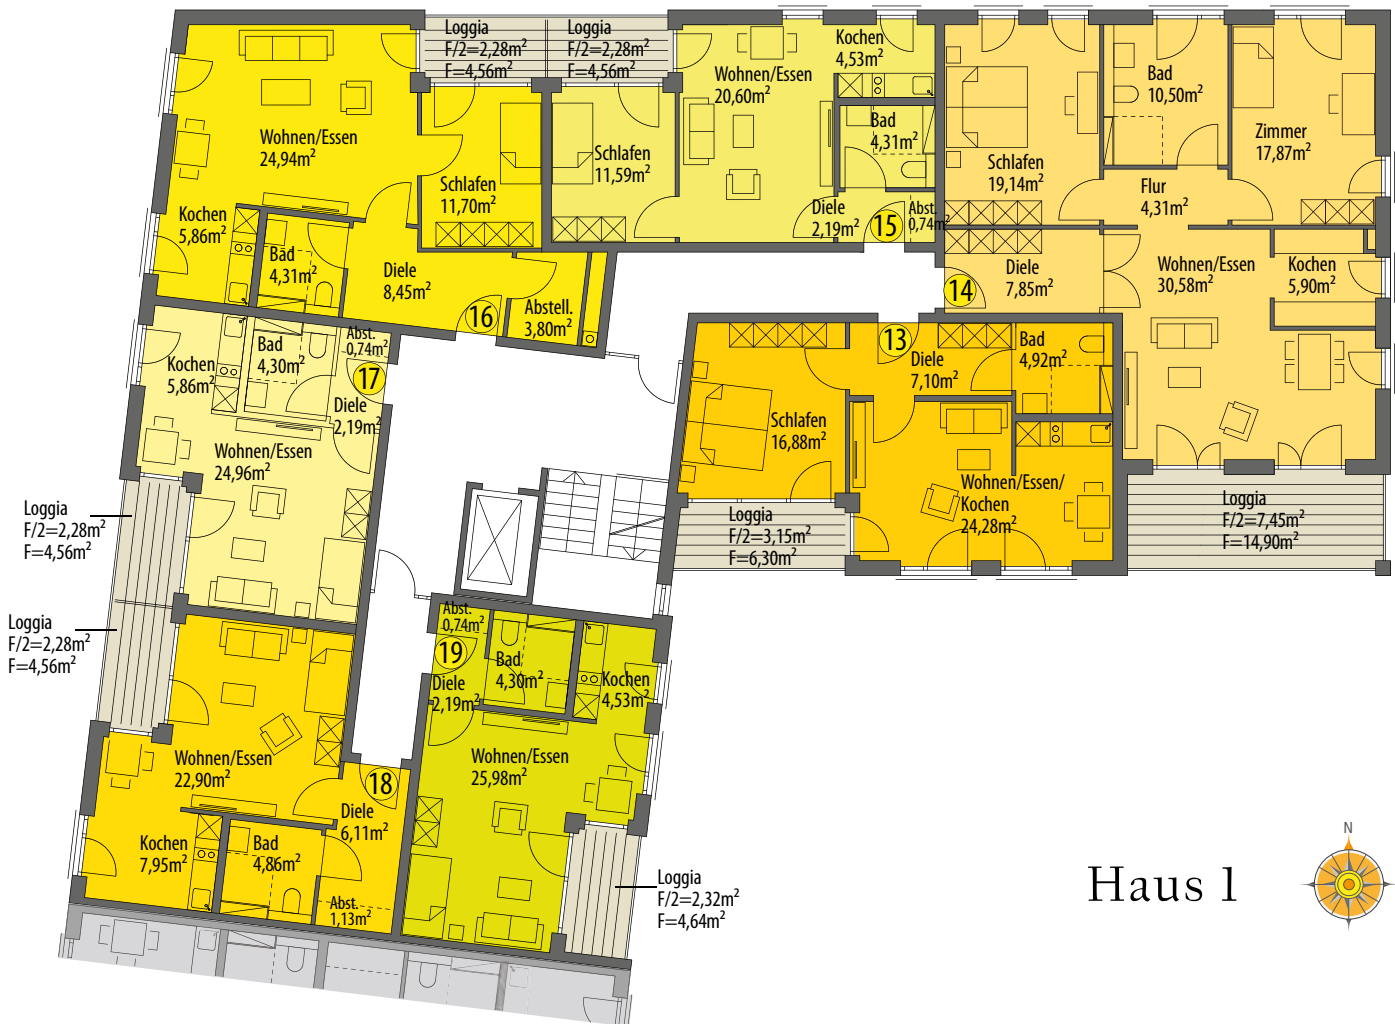 Loggia
F/2=2,28m²
F=4,56m²
Loggia
F/2=2,28m²
F=4,56m²
Wohnen/Essen
24,94m²
Schlafen
11,70m²
Kochen
5,86m²
Bad
4,31m²
Diele
8,45m²
Abstell.
3,80m²
16
Schlafen
11,59m²
Wohnen/Essen
20,60m²
Kochen
4,53m²
Bad
4,31m²
Diele
2,19m²
Abst.
0,74m²
15
Schlafen
19,14m²
Bad
10,50m²
Zimmer
17,87m²
Flur
4,31m²
Diele
7,85m²
Wohnen/Essen
30,58m²
Kochen
5,90m²
14
Loggia
F/2=7,45m²
F=14,90m²
13
Diele
7,10m²
Bad
4,92m²
Schlafen
16,88m²
Wohnen/Essen/
Kochen
24,28m²
Loggia
F/2=3,15m²
F=6,30m²
Kochen
5,86m²
Bad
4,30m²
Abst.
0,74m²
17
Diele
2,19m²
Wohnen/Essen
24,96m²
Loggia
F/2=2,28m²
F=4,56m²
Loggia
F/2=2,28m²
F=4,56m²
Wohnen/Essen
22,90m²
18
Diele
6,11m²
Kochen
7,95m²
Bad
4,86m²
Abst.
1,13m²
Abst.
0,74m²
19
Diele
2,19m²
Bad
4,30m²
Kochen
4,53m²
Wohnen/Essen
25,98m²
Loggia
F/2=2,32m²
F=4,64m²
Haus 1
N